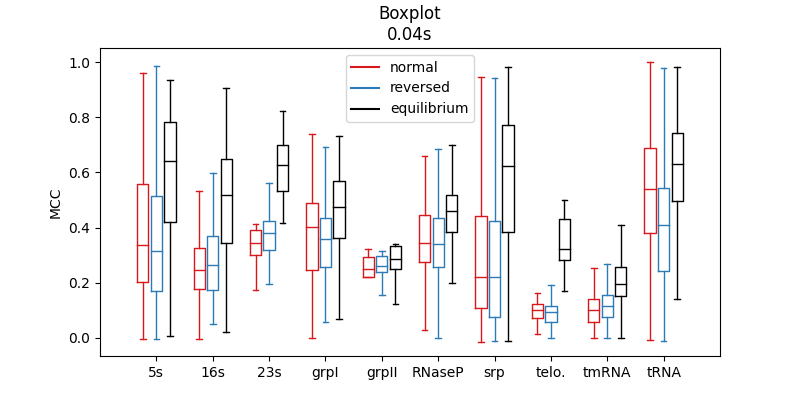 Boxplot
0.04s
normal
reversed
equilibrium
MCC
1.0
0.8
0.6
0.4
0.2
0.0
5s 16s 23s grpI grpII RNaseP srp telo. tmRNA tRNA